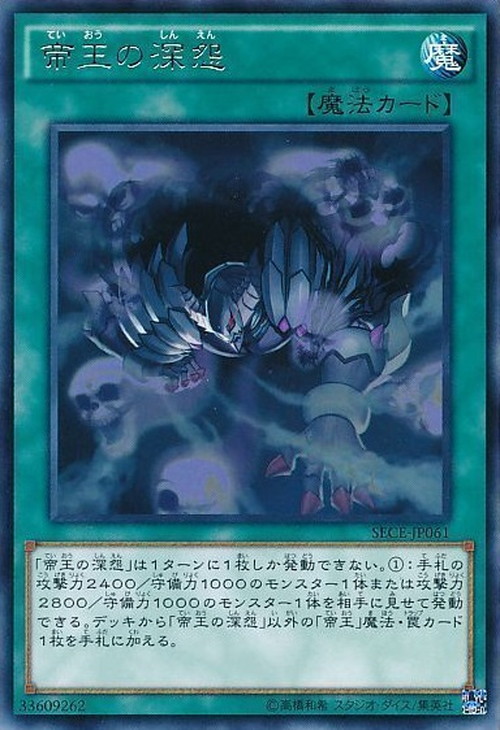 帝王の深怨
魔
【魔法カード】
SECE-JP061
「帝王の深怨」は1ターンに1枚しか発動できない。①：手札の
攻撃力2400/守備力1000のモンスター1体または攻撃力
2800/守備力1000のモンスター1体を相手に見せて発動
できる。デッキから「帝王の深怨」以外の「帝王」魔法・罠カード
1枚を手札に加える。
33609262
©高橋和希 スタジオ・ダイス/集英社